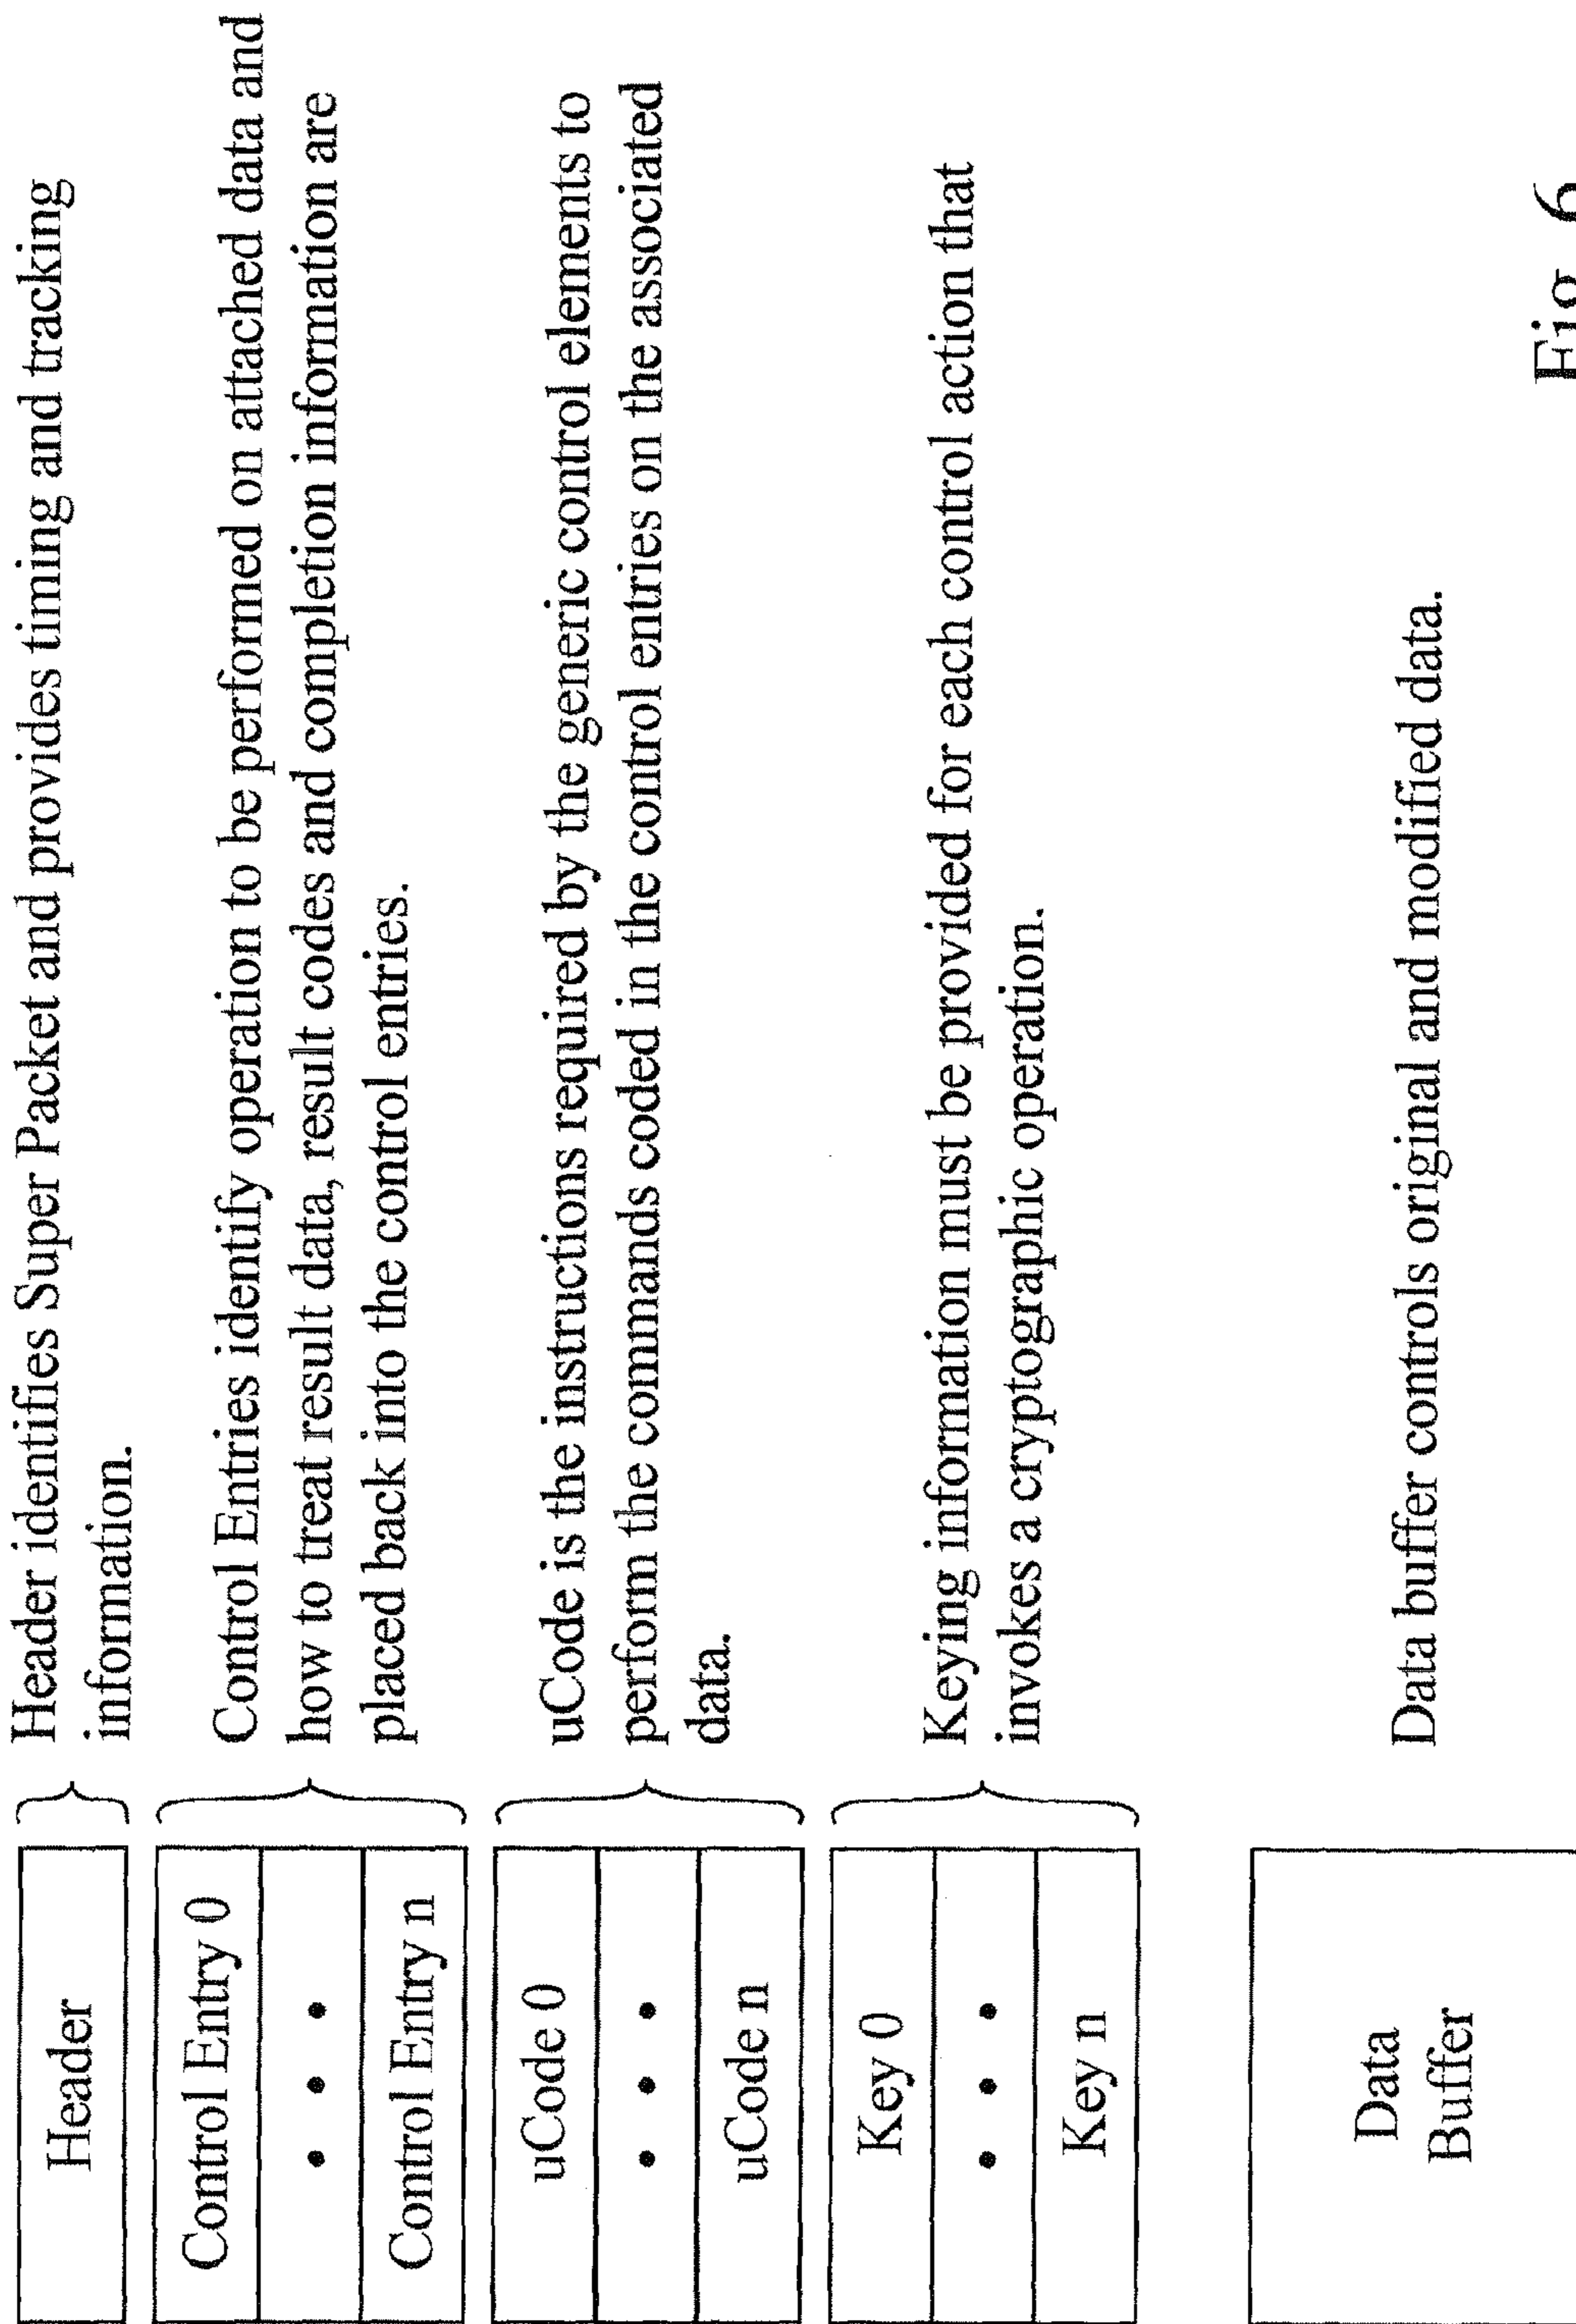 Header
Header identifies Super Packet and provides timing and tracking
information.
Control Entry 0
Control Entry n
Control Entries identify operation to be performed on attached data and
how to treat result data, result codes and completion information are
placed back into the control entries.
uCode 0
uCode n
uCode is the instructions required by the generic control elements to
perform the commands coded in the control entries on the associated
data.
Key 0
Key n
Keying information must be provided for each control action that
invokes a cryptographic operation.
Data
Buffer
Data buffer controls original and modified data.
Fig. 6